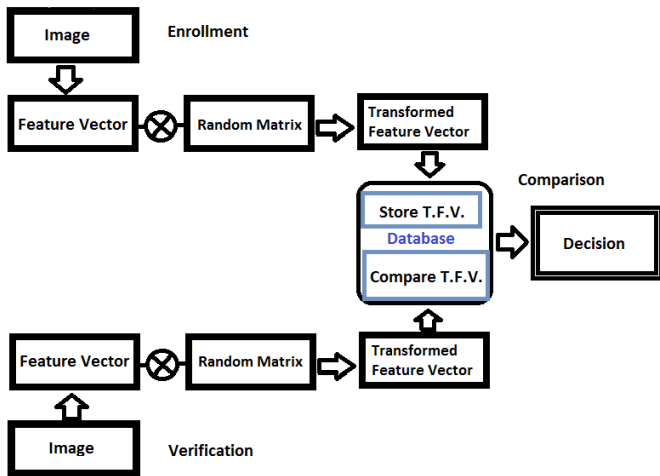 Image
Enrollment
Feature Vector
Random Matrix
Transformed
Feature Vector
Store T.F.V.
Database
Compare T.F.V.
Comparison
Decision
Feature Vector
Random Matrix
Transformed
Feature Vector
Image
Verification